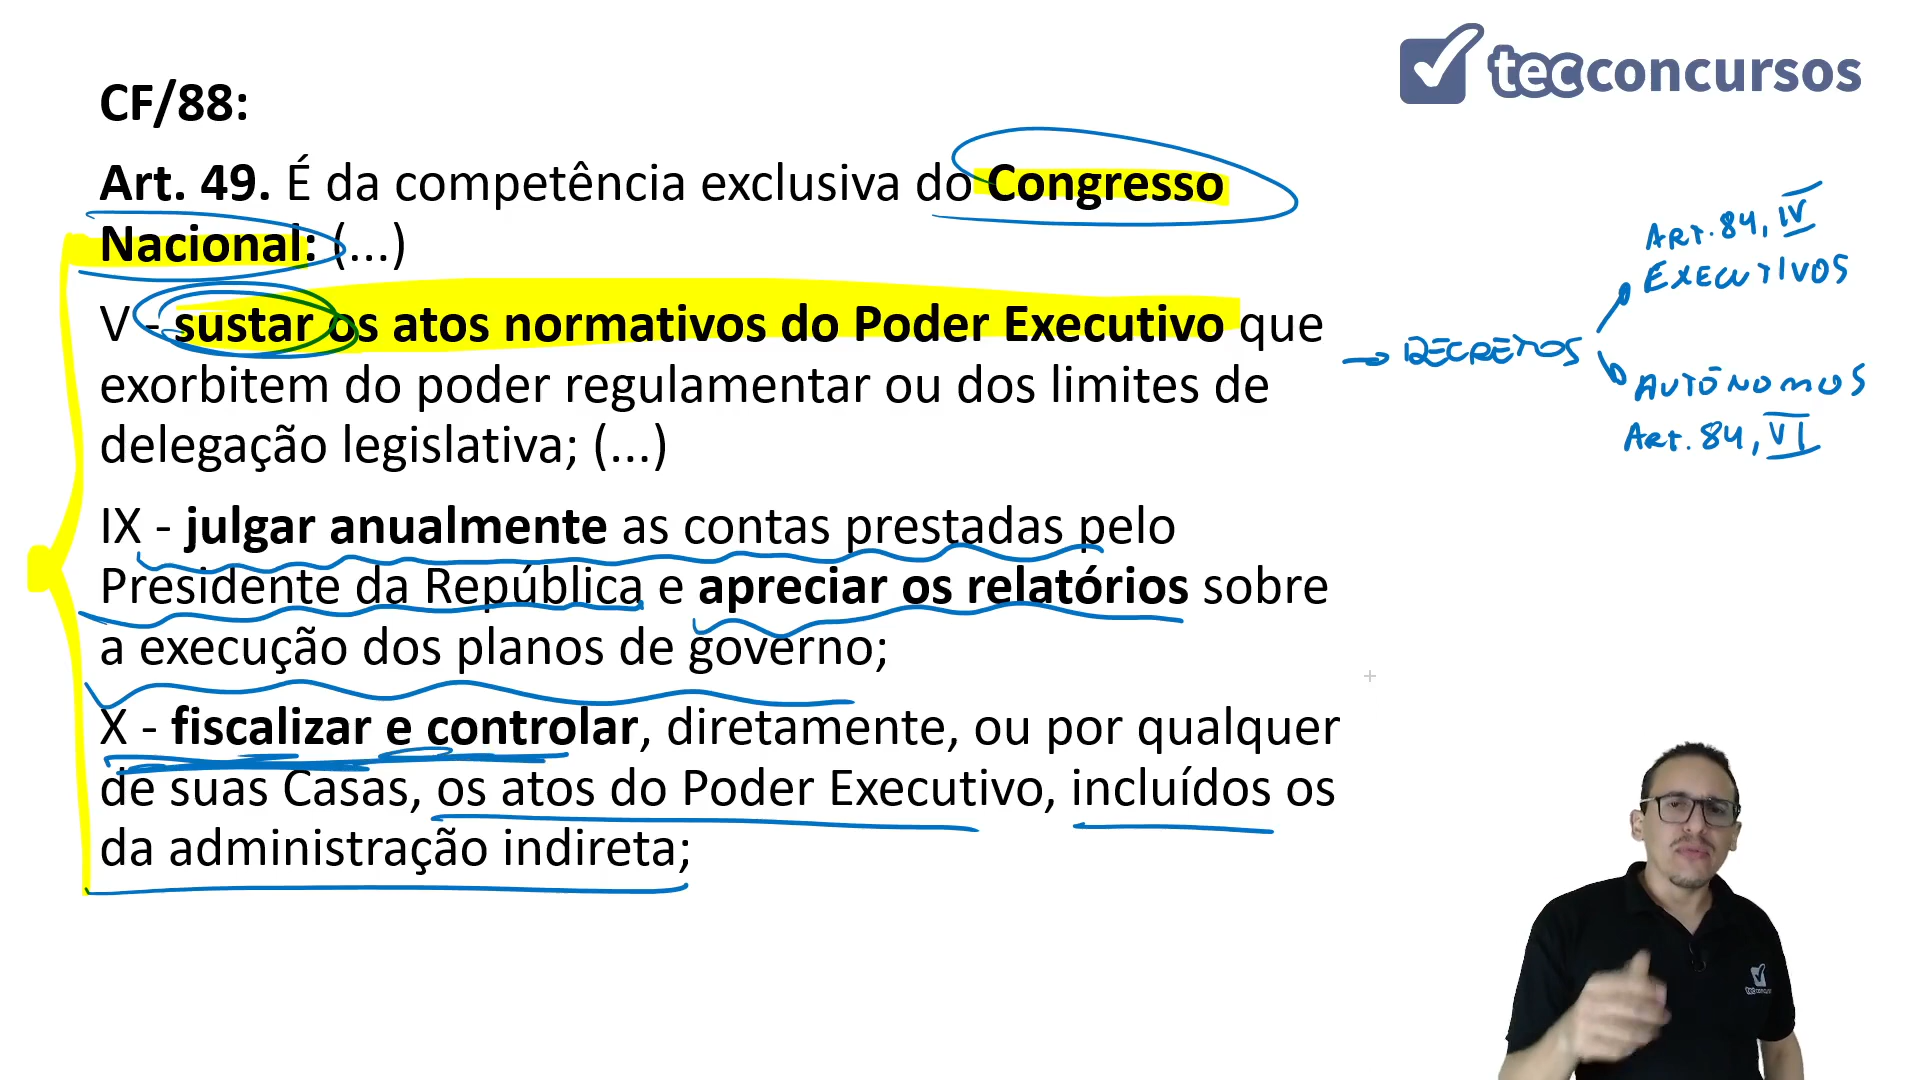 tecconcursos
CF/88:
Art. 49. É da competência exclusiva do Congresso
Nacional: (...)
V - sustar os atos normativos do Poder Executivo que
exorbitem do poder regulamentar ou dos limites de
delegação legislativa; (...)
IX - julgar anualmente as contas prestadas pelo
Presidente da República e apreciar os relatórios sobre
a execução dos planos de governo;
X - fiscalizar e controlar, diretamente, ou por qualquer
de suas Casas, os atos do Poder Executivo, incluídos os
da administração indireta;
ART. 84, IV
EXECUTIVOS
DECRETOS
AUTÔNOMOS
ART. 84, VI
tecconcursos